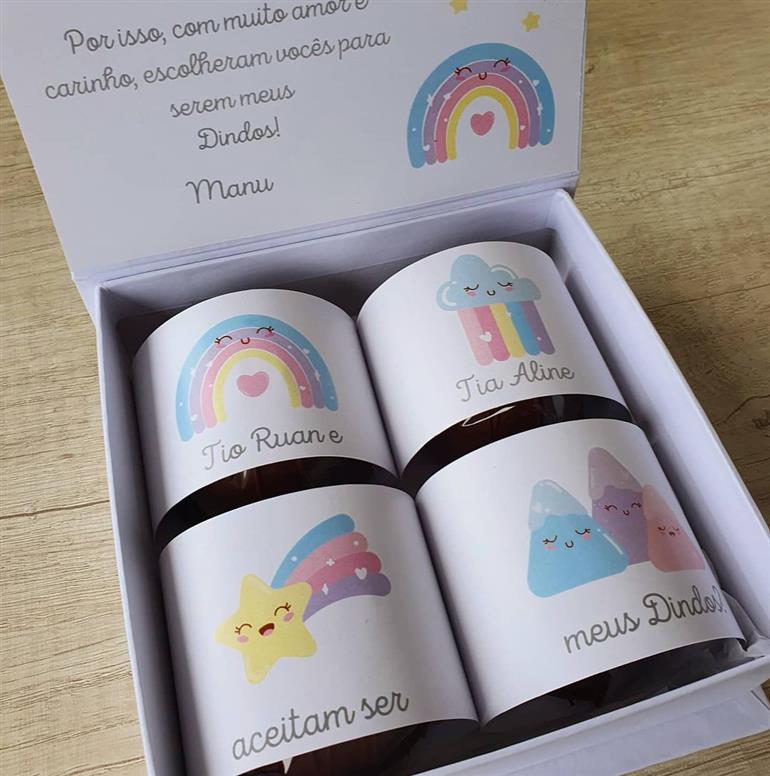 Por isso, com muito amor e
carinho, escolheram vocês para
serem meus
Dindos!
Manu
Tio Ruan e
Tia Aline
aceitam ser
meus Dindos?